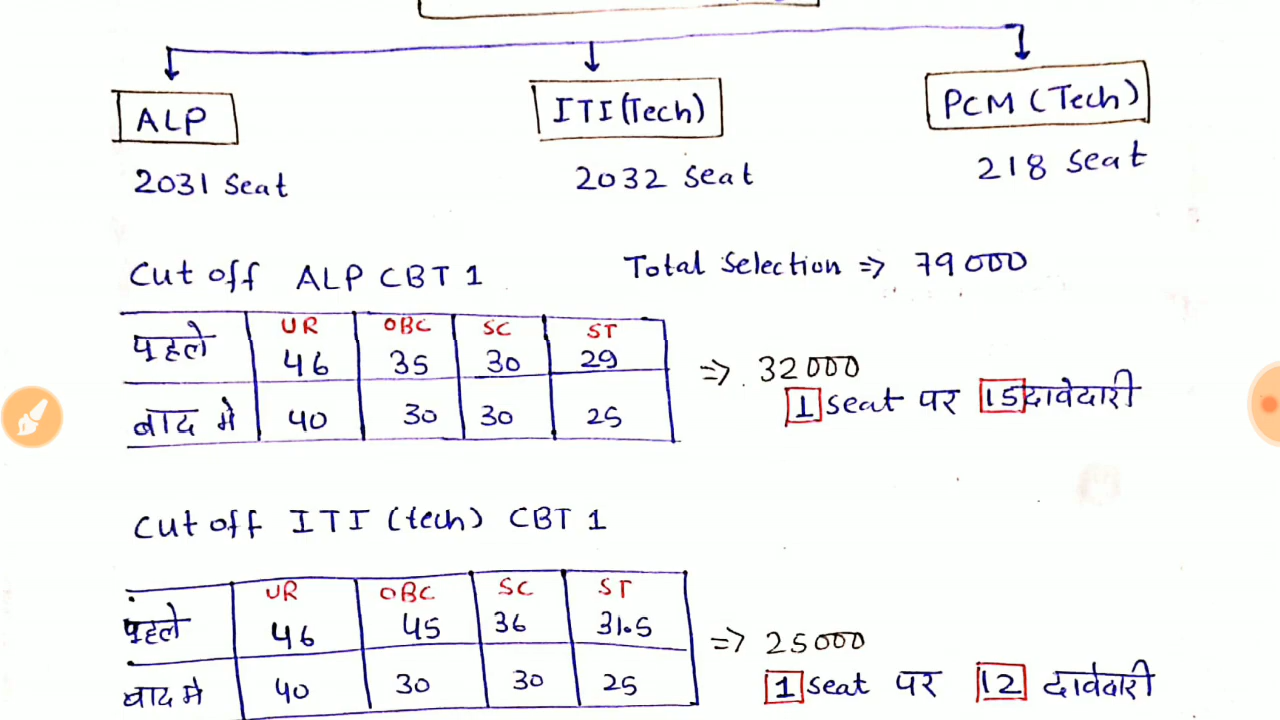 ALP ITI (Tech) PCM (Tech)
2031 Seat 2032 Seat 218 Seat
Cut off ALP CBT 1 Total Selection => 79000
UR OBC SC ST
पहले 46 35 30 29 => 32000
बाद मे 40 30 30 25 1 seat पर 15 दावेदारी
Cut off ITI (tech) CBT 1
UR OBC SC ST
पहले 46 45 36 31.5 => 25000
बाद मे 40 30 30 25 1 seat पर 12 दावेदारी